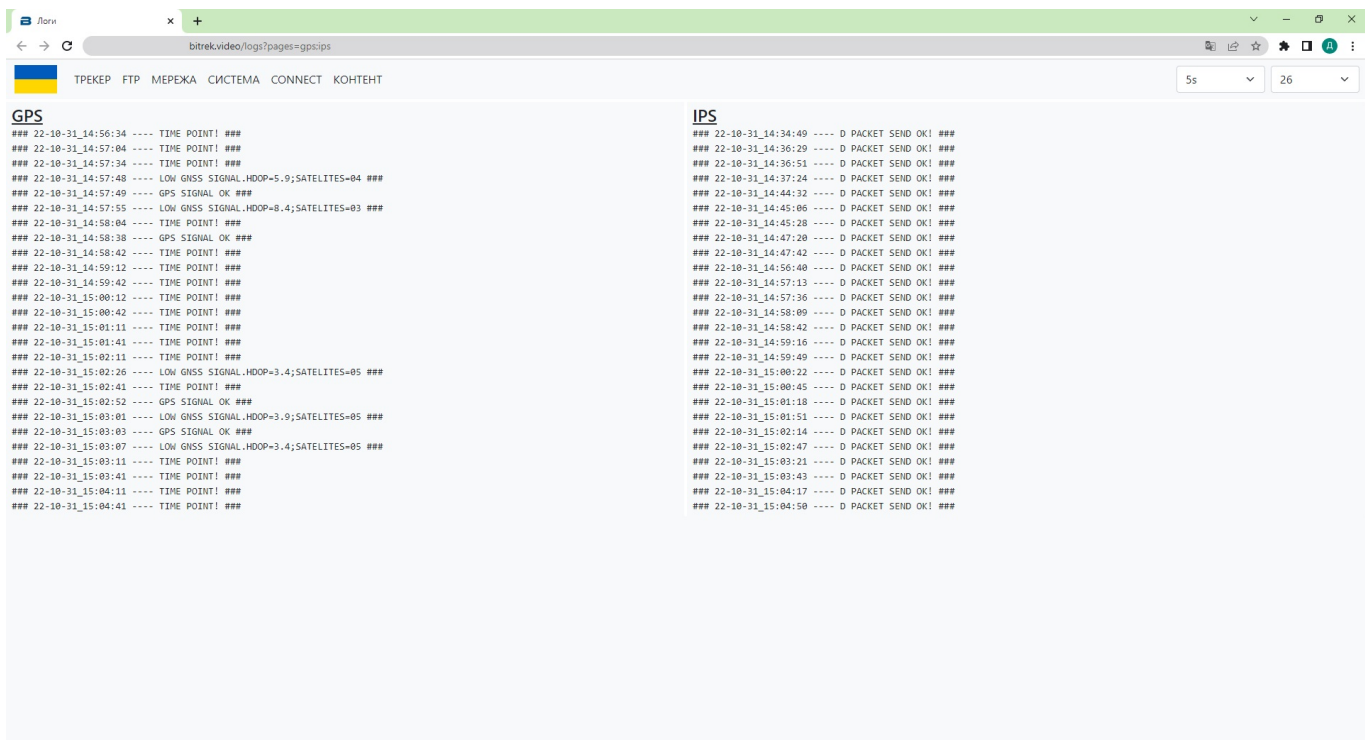 Логи
bitrek.video/logs?pages=gps:ips
Д
ТРЕКЕР FTP МЕРЕЖА СИСТЕМА CONNECT КОНТЕНТ
5s
26
GPS
### 22-10-31_14:56:34 ---- TIME POINT! ###
### 22-10-31_14:57:04 ---- TIME POINT! ###
### 22-10-31_14:57:34 ---- TIME POINT! ###
### 22-10-31_14:57:48 ---- LOW GNSS SIGNAL.HDOP=5.9;SATELITES=04 ###
### 22-10-31_14:57:49 ---- GPS SIGNAL OK ###
### 22-10-31_14:57:55 ---- LOW GNSS SIGNAL.HDOP=8.4;SATELITES=03 ###
### 22-10-31_14:58:04 ---- TIME POINT! ###
### 22-10-31_14:58:38 ---- GPS SIGNAL OK ###
### 22-10-31_14:58:42 ---- TIME POINT! ###
### 22-10-31_14:59:12 ---- TIME POINT! ###
### 22-10-31_14:59:42 ---- TIME POINT! ###
### 22-10-31_15:00:12 ---- TIME POINT! ###
### 22-10-31_15:00:42 ---- TIME POINT! ###
### 22-10-31_15:01:11 ---- TIME POINT! ###
### 22-10-31_15:01:41 ---- TIME POINT! ###
### 22-10-31_15:02:11 ---- TIME POINT! ###
### 22-10-31_15:02:26 ---- LOW GNSS SIGNAL.HDOP=3.4;SATELITES=05 ###
### 22-10-31_15:02:41 ---- TIME POINT! ###
### 22-10-31_15:02:52 ---- GPS SIGNAL OK ###
### 22-10-31_15:03:01 ---- LOW GNSS SIGNAL.HDOP=3.9;SATELITES=05 ###
### 22-10-31_15:03:03 ---- GPS SIGNAL OK ###
### 22-10-31_15:03:07 ---- LOW GNSS SIGNAL.HDOP=3.4;SATELITES=05 ###
### 22-10-31_15:03:11 ---- TIME POINT! ###
### 22-10-31_15:03:41 ---- TIME POINT! ###
### 22-10-31_15:04:11 ---- TIME POINT! ###
### 22-10-31_15:04:41 ---- TIME POINT! ###
IPS
### 22-10-31_14:34:49 ---- D PACKET SEND OK! ###
### 22-10-31_14:36:29 ---- D PACKET SEND OK! ###
### 22-10-31_14:36:51 ---- D PACKET SEND OK! ###
### 22-10-31_14:37:24 ---- D PACKET SEND OK! ###
### 22-10-31_14:44:32 ---- D PACKET SEND OK! ###
### 22-10-31_14:45:06 ---- D PACKET SEND OK! ###
### 22-10-31_14:45:28 ---- D PACKET SEND OK! ###
### 22-10-31_14:47:20 ---- D PACKET SEND OK! ###
### 22-10-31_14:47:42 ---- D PACKET SEND OK! ###
### 22-10-31_14:56:40 ---- D PACKET SEND OK! ###
### 22-10-31_14:57:13 ---- D PACKET SEND OK! ###
### 22-10-31_14:57:36 ---- D PACKET SEND OK! ###
### 22-10-31_14:58:09 ---- D PACKET SEND OK! ###
### 22-10-31_14:58:42 ---- D PACKET SEND OK! ###
### 22-10-31_14:59:16 ---- D PACKET SEND OK! ###
### 22-10-31_14:59:49 ---- D PACKET SEND OK! ###
### 22-10-31_15:00:22 ---- D PACKET SEND OK! ###
### 22-10-31_15:00:45 ---- D PACKET SEND OK! ###
### 22-10-31_15:01:18 ---- D PACKET SEND OK! ###
### 22-10-31_15:01:51 ---- D PACKET SEND OK! ###
### 22-10-31_15:02:14 ---- D PACKET SEND OK! ###
### 22-10-31_15:02:47 ---- D PACKET SEND OK! ###
### 22-10-31_15:03:21 ---- D PACKET SEND OK! ###
### 22-10-31_15:03:43 ---- D PACKET SEND OK! ###
### 22-10-31_15:04:17 ---- D PACKET SEND OK! ###
### 22-10-31_15:04:50 ---- D PACKET SEND OK! ###